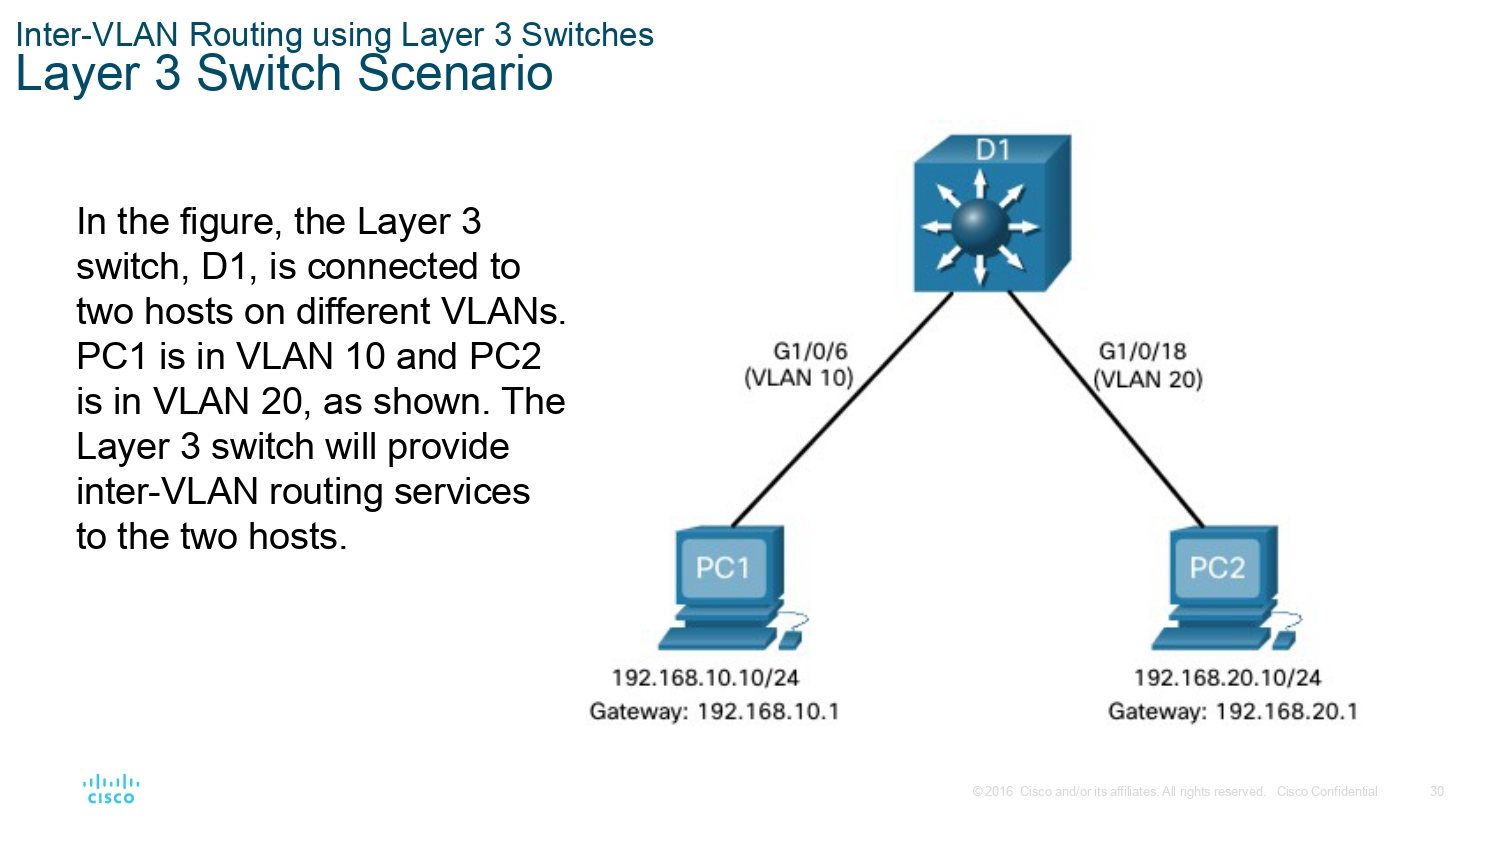 Inter-VLAN Routing using Layer 3 Switches
Layer 3 Switch Scenario
In the figure, the Layer 3
switch, D1, is connected to
two hosts on different VLANs.
PC1 is in VLAN 10 and PC2
is in VLAN 20, as shown. The
Layer 3 switch will provide
inter-VLAN routing services
to the two hosts.
D1
G1/0/6
(VLAN 10)
G1/0/18
(VLAN 20)
PC1
PC2
192.168.10.10/24
Gateway: 192.168.10.1
192.168.20.10/24
Gateway: 192.168.20.1
CISCO
© 2016 Cisco and/or its affiliates. All rights reserved. Cisco Confidential
30